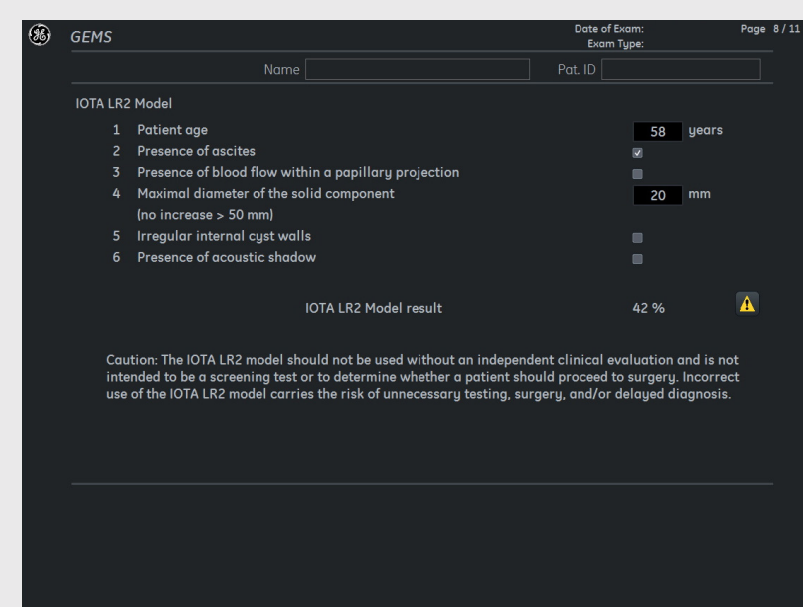 GE
GEMS
Date of Exam:
Exam Type:
Page 8 / 11
Name
Pat. ID
IOTA LR2 Model
1 Patient age 58 years
2 Presence of ascites
3 Presence of blood flow within a papillary projection
4 Maximal diameter of the solid component 20 mm
(no increase > 50 mm)
5 Irregular internal cyst walls
6 Presence of acoustic shadow
IOTA LR2 Model result 42 %
Caution: The IOTA LR2 model should not be used without an independent clinical evaluation and is not
intended to be a screening test or to determine whether a patient should proceed to surgery. Incorrect
use of the IOTA LR2 model carries the risk of unnecessary testing, surgery, and/or delayed diagnosis.